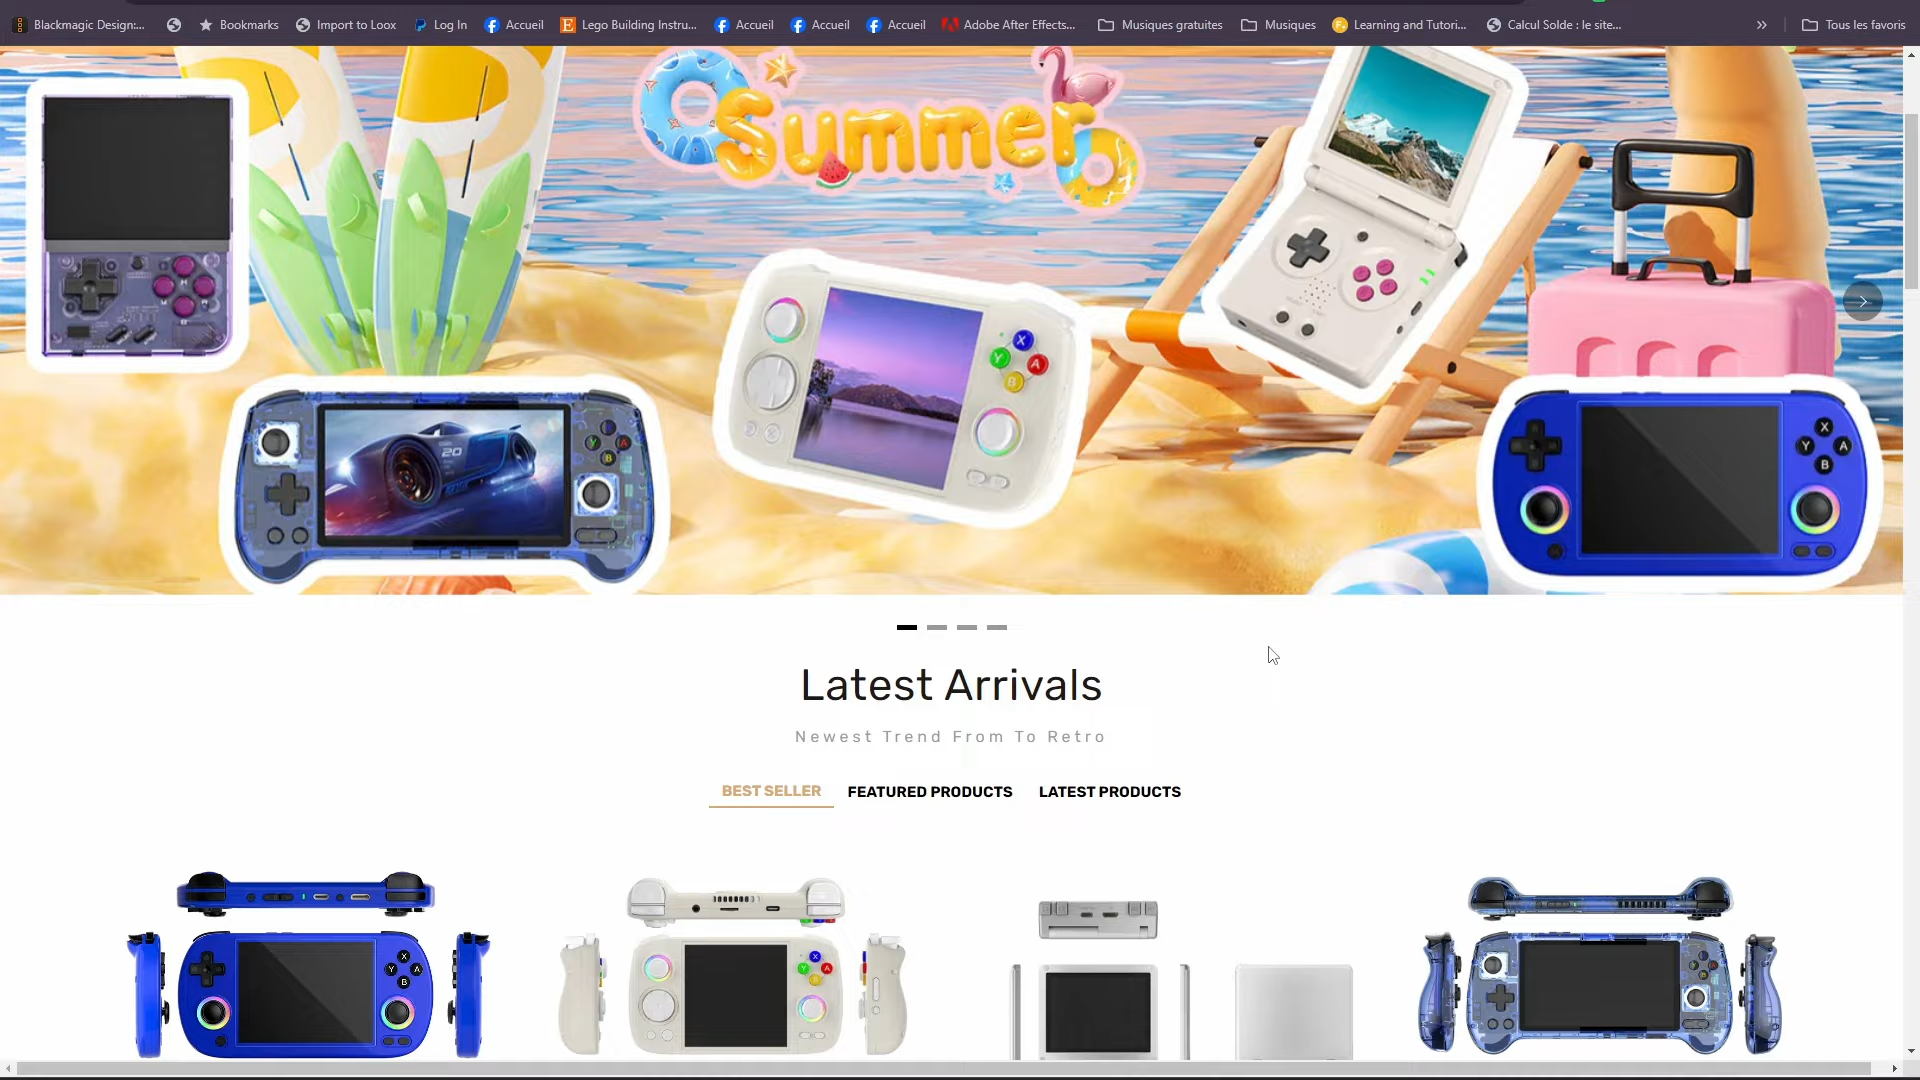 Blackmagic Design:... Bookmarks Import to Loox Log In Accueil Lego Building Instru... Accueil Accueil Accueil Adobe After Effects... Musiques gratuites Musiques Learning and Tutori... Calcul Solde : le site... » Tous les favoris
Summer
X
Y A
B
20
Y A
B
X
Y A
B
Latest Arrivals
Newest Trend From To Retro
BEST SELLER FEATURED PRODUCTS LATEST PRODUCTS
X
Y A
B
X
Y A
B